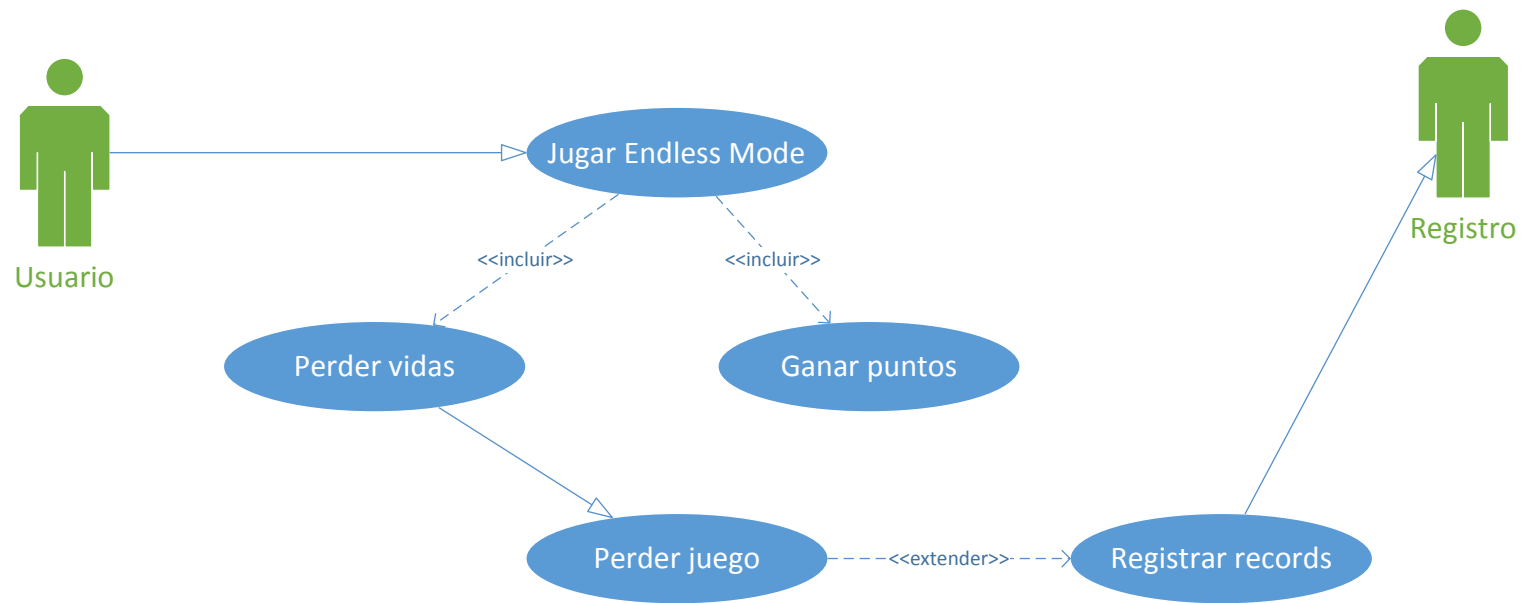 Jugar Endless Mode
Registro
Usuario
<<incluir>>
<<incluir>>
Perder vidas
Ganar puntos
Perder juego
<<extender>>
Registrar records